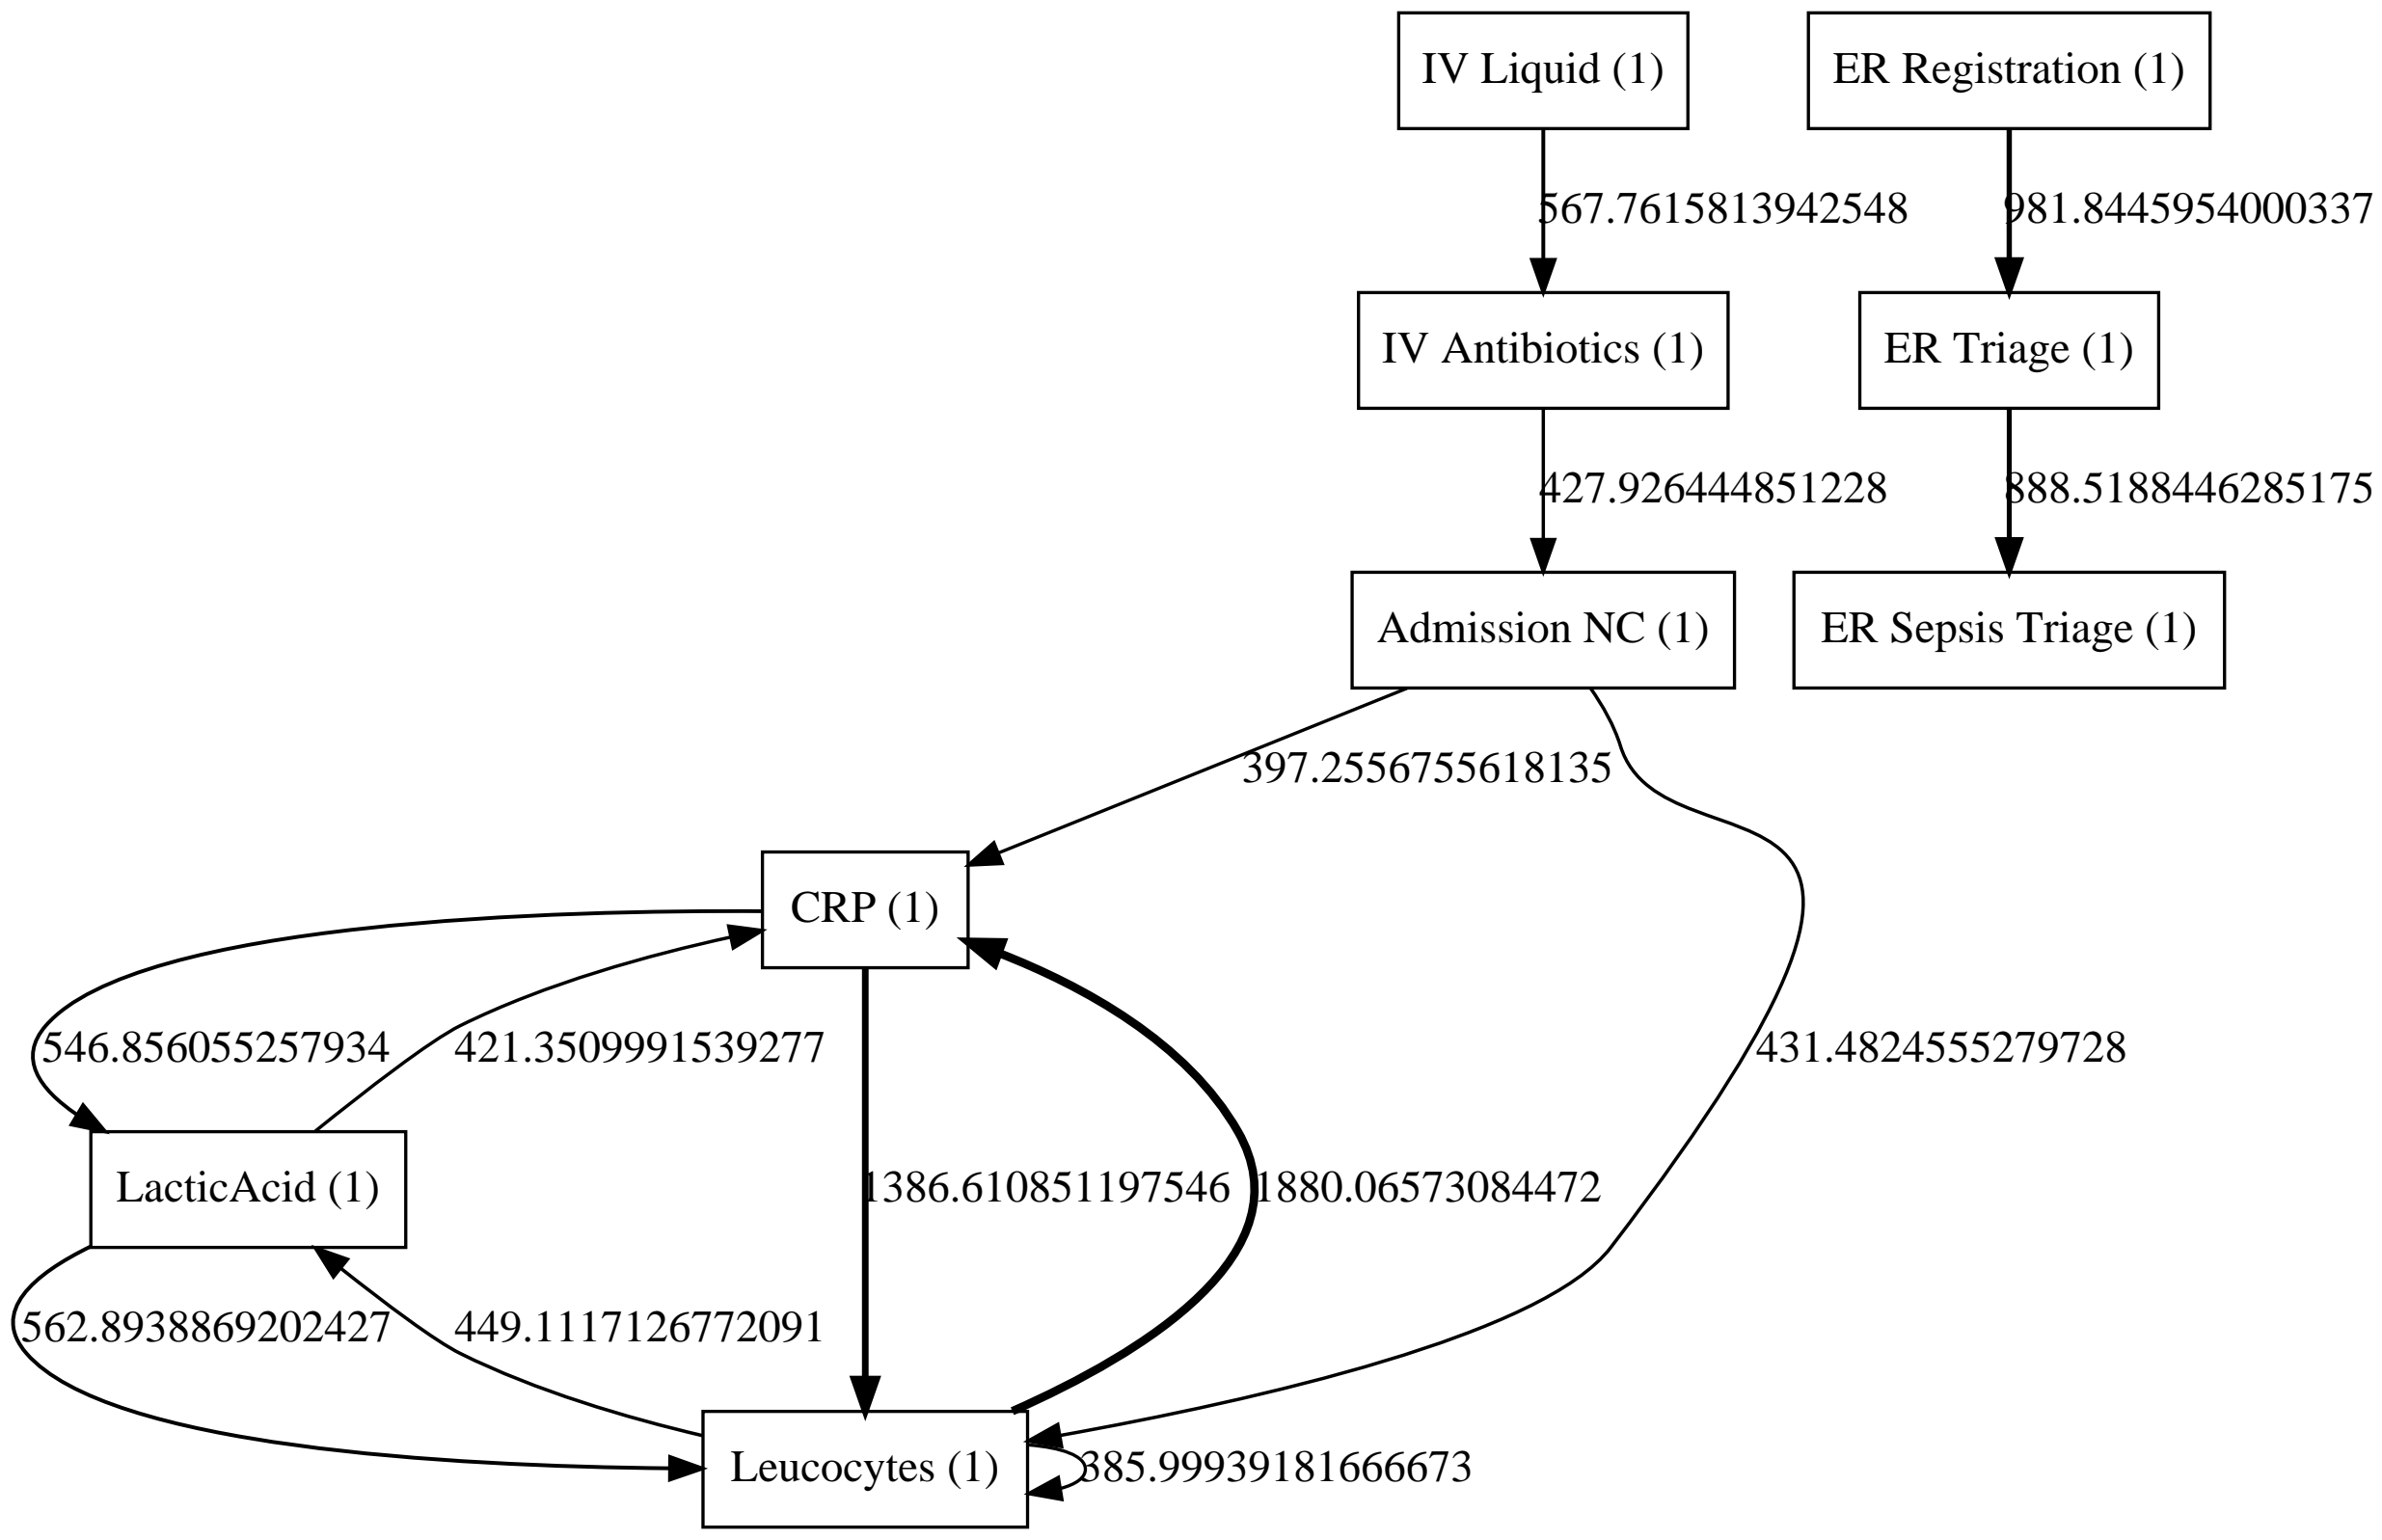 IV Liquid (1)
ER Registration (1)
567.7615813942548
981.8445954000337
IV Antibiotics (1)
ER Triage (1)
427.926444851228
888.5188446285175
Admission NC (1)
ER Sepsis Triage (1)
397.2556755618135
CRP (1)
546.856055257934
421.3509991539277
431.4824555279728
LacticAcid (1)
1386.610851197546
1880.06573084472
562.8938869202427
449.1117126772091
Leucocytes (1)
385.99939181666673